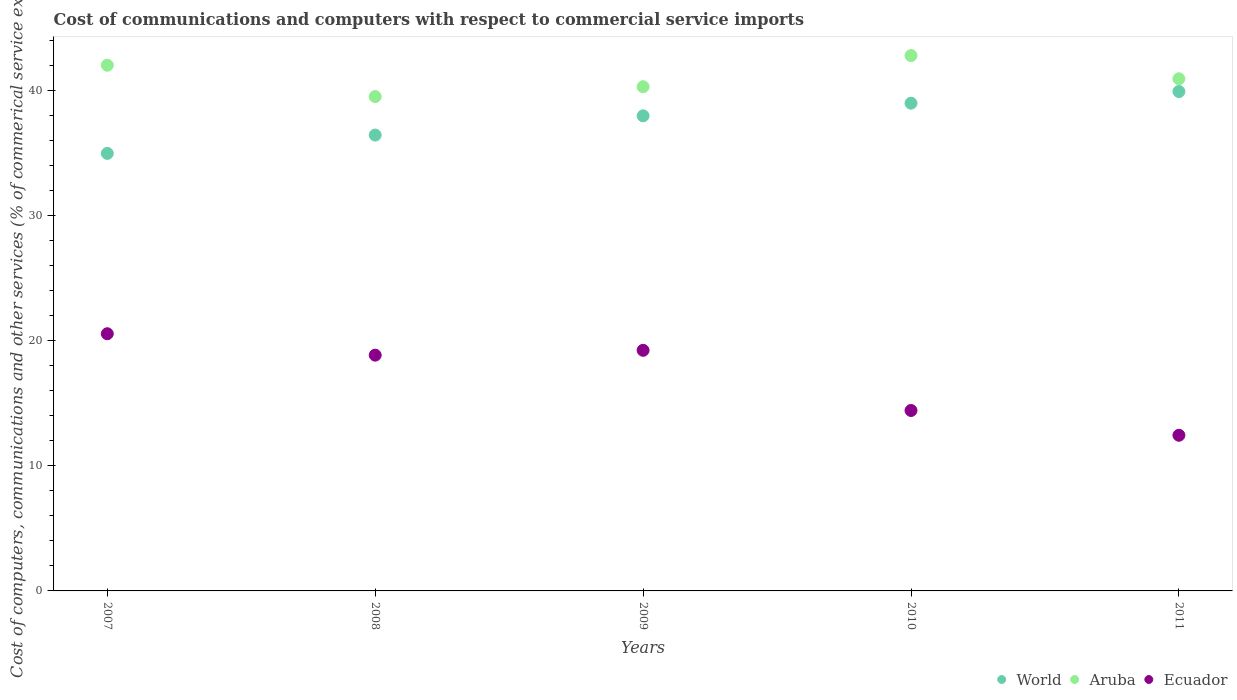 Cost of communications and computers with respect to commercial service imports
Cost of computers, communications and other services (% of commerical service
40
30
20
10
0
2007
2008
2009
2010
2011
Years
World
Aruba
Ecuador